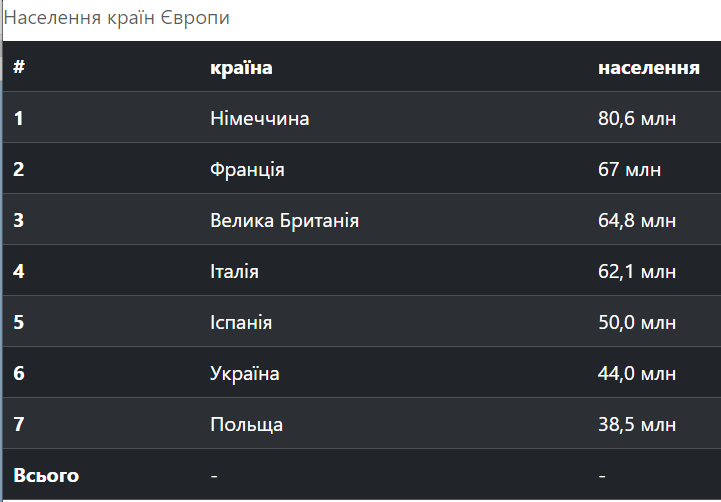 Населення країн Європи
# країна населення
1 Німеччина 80,6 млн
2 Франція 67 млн
3 Велика Британія 64,8 млн
4 Італія 62,1 млн
5 Іспанія 50,0 млн
6 Україна 44,0 млн
7 Польща 38,5 млн
Всього - -